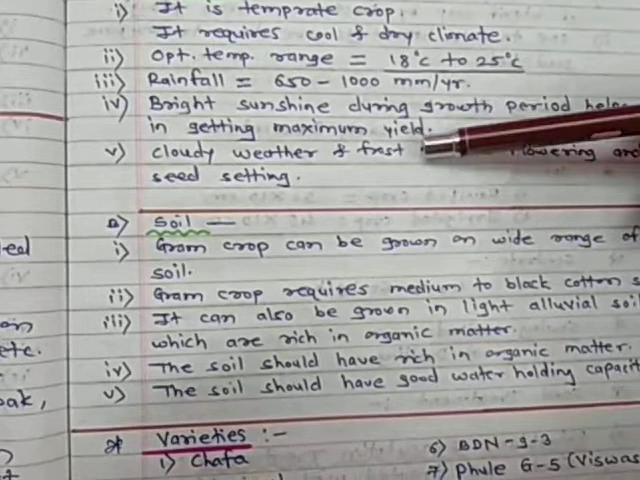 i) It is temprate crop.
It requires cool & dry climate.
ii) Opt. temp. range = 18°c to 25°c
iii) Rainfall = 650 - 1000 mm/yr.
iv) Bright sunshine during growth period
in getting maximum yield.
v) cloudy weather & frost flowering and
seed setting.
a) Soil —
i) Gram crop can be grown on wide range of
soil.
ii) Gram crop requires medium to black cotton s
iii) It can also be grown in light alluvial soi
which are rich in organic matter.
etc.
iv) The soil should have rich in organic matter.
v) The soil should have good water holding capacit
* Varieties :-
i) Chafa
6) BDN-9-3
7) Phule G-5 (Viswas